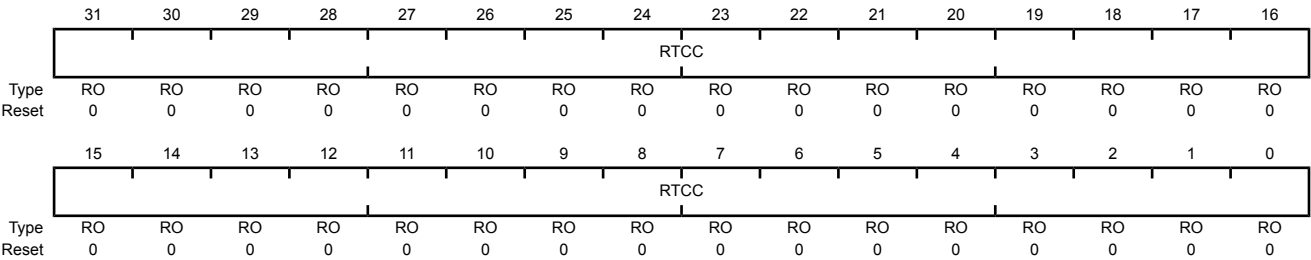 31 30 29 28 27 26 25 24 23 22 21 20 19 18 17 16
RTCC
Type RO RO RO RO RO RO RO RO RO RO RO RO RO RO RO RO
Reset 0 0 0 0 0 0 0 0 0 0 0 0 0 0 0 0
15 14 13 12 11 10 9 8 7 6 5 4 3 2 1 0
RTCC
Type RO RO RO RO RO RO RO RO RO RO RO RO RO RO RO RO
Reset 0 0 0 0 0 0 0 0 0 0 0 0 0 0 0 0